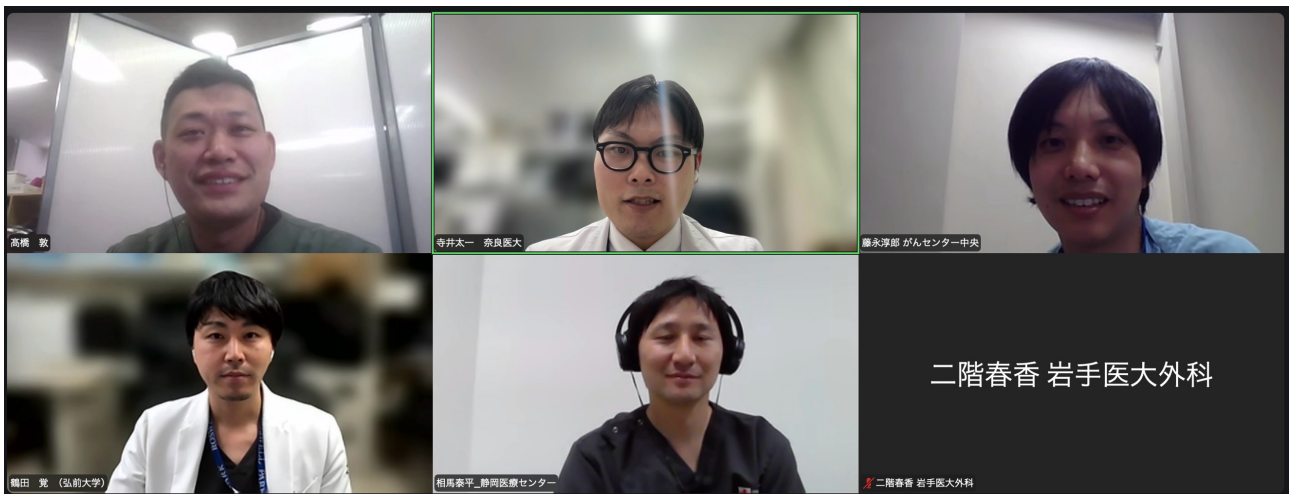 髙橋　敦
寺井太一　奈良医大
藤永淳郎 がんセンター中央
鶴田　覚　（弘前大学）
相馬泰平_静岡医療センター
二階春香 岩手医大外科
二階春香 岩手医大外科